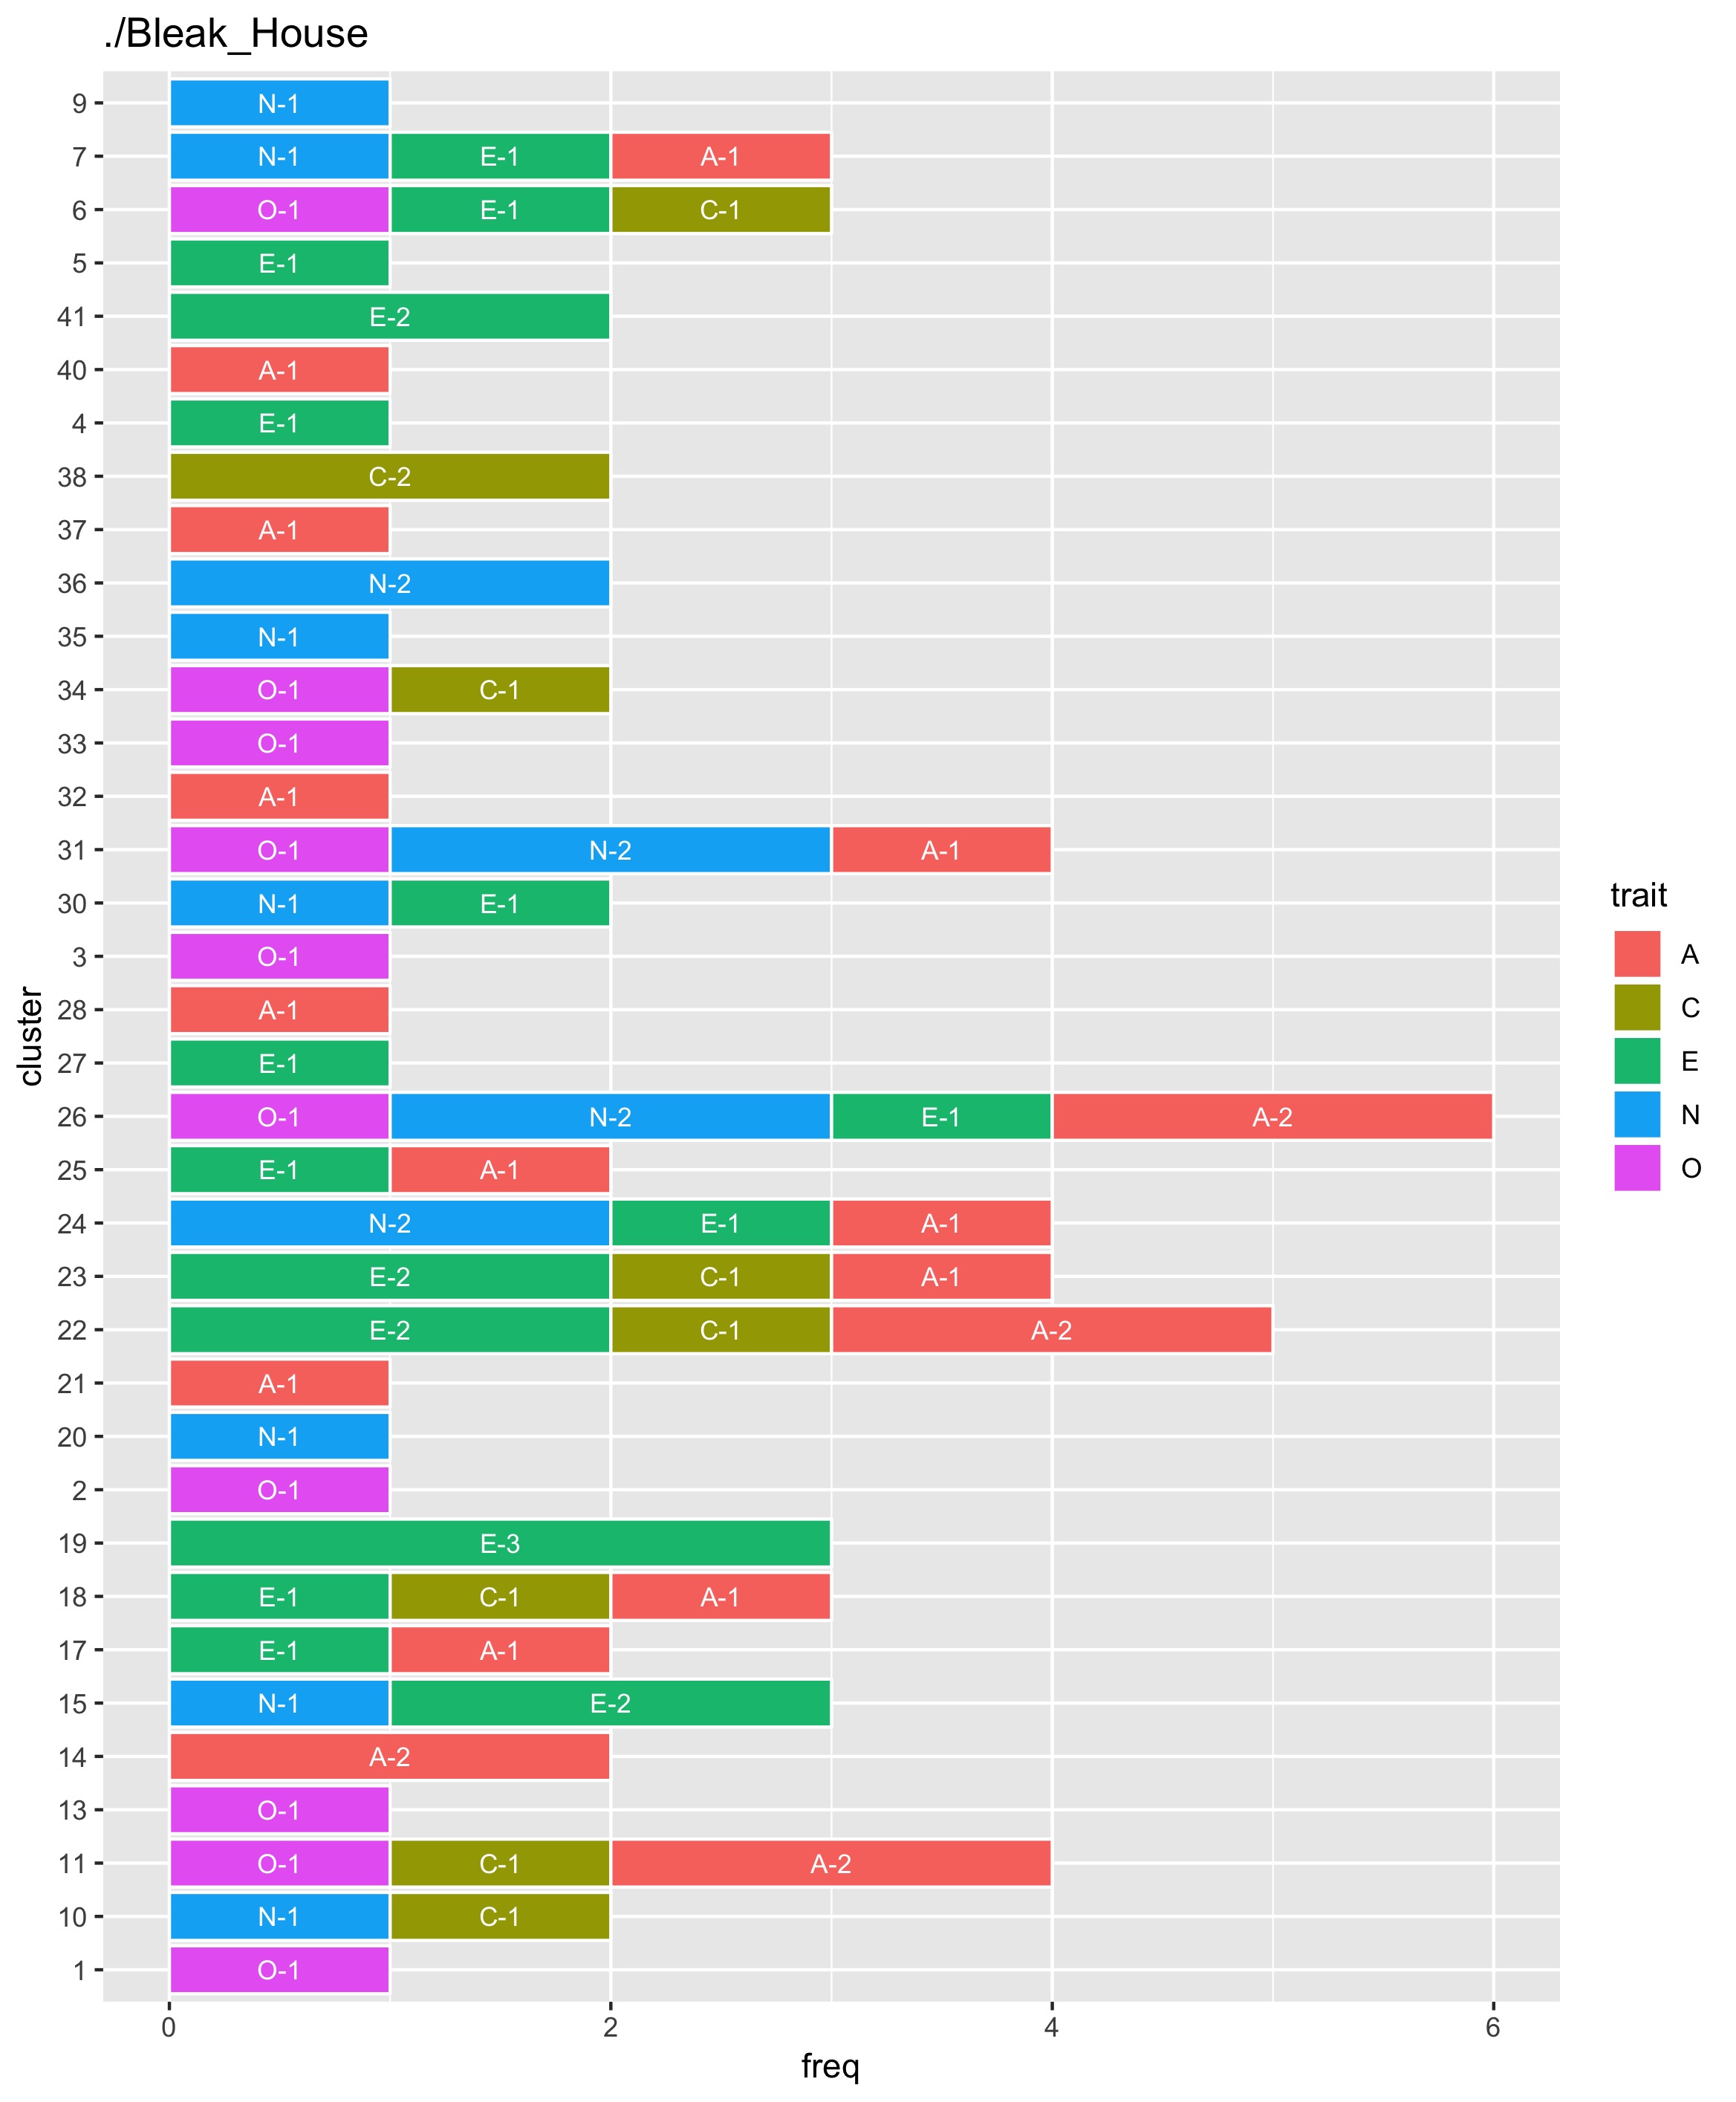 ./Bleak_House
9 N-1
7 N-1 E-1 A-1
6 O-1 E-1 C-1
5 E-1
41 E-2
40 A-1
4 E-1
38 C-2
37 A-1
36 N-2
35 N-1
34 O-1 C-1
33 O-1
32 A-1
31 O-1 N-2 A-1
30 N-1 E-1
3 O-1
28 A-1
27 E-1
26 O-1 N-2 E-1 A-2
25 E-1 A-1
24 N-2 E-1 A-1
23 E-2 C-1 A-1
22 E-2 C-1 A-2
21 A-1
20 N-1
2 O-1
19 E-3
18 E-1 C-1 A-1
17 E-1 A-1
15 N-1 E-2
14 A-2
13 O-1
11 O-1 C-1 A-2
10 N-1 C-1
1 O-1
0 2 4 6
freq
cluster
trait
A
C
E
N
O